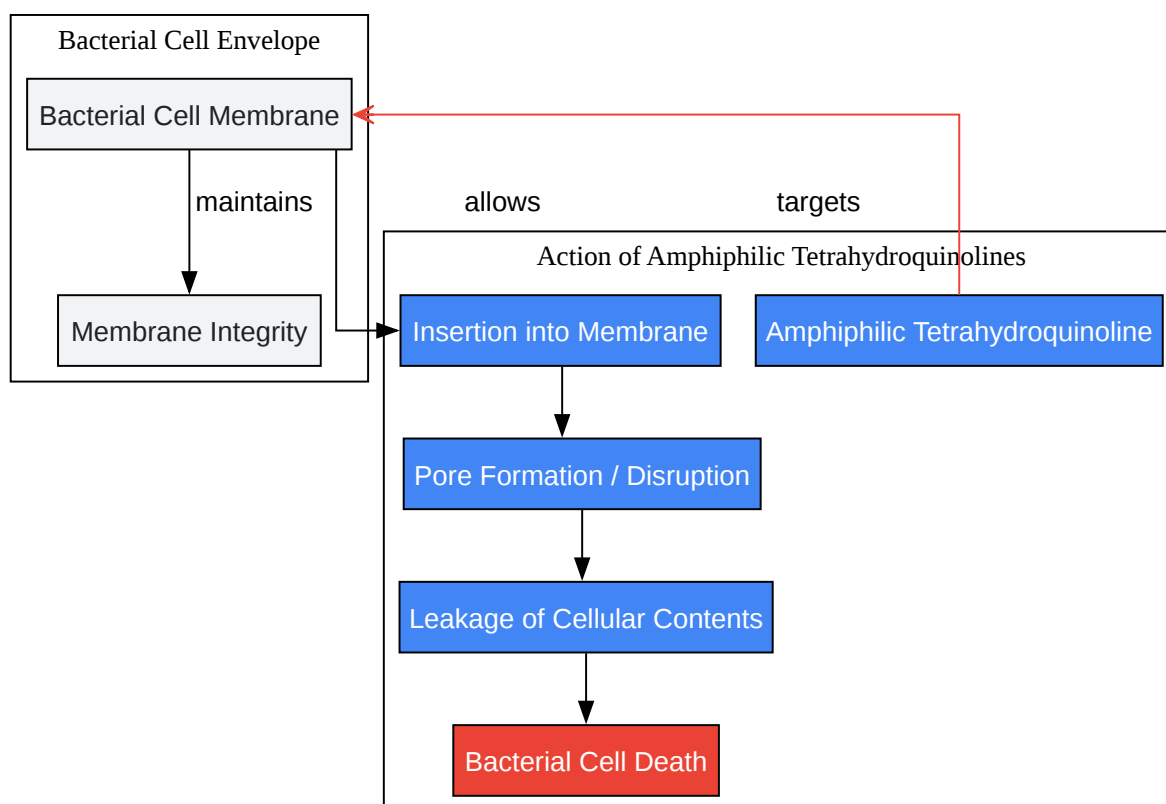 Bacterial Cell Envelope
Bacterial Cell Membrane
maintains
allows
targets
Action of Amphiphilic Tetrahydroquinolines
Membrane Integrity
Insertion into Membrane
Amphiphilic Tetrahydroquinoline
Pore Formation / Disruption
Leakage of Cellular Contents
Bacterial Cell Death